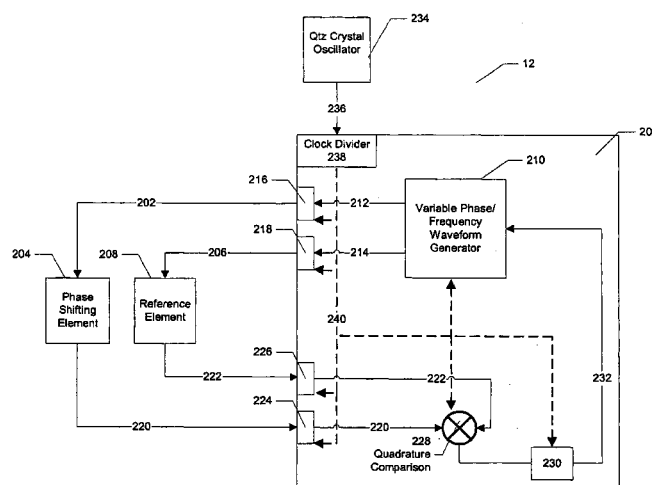 Qtz Crystal
Oscillator
234
12
236
Clock Divider
238
20
216
210
202
212
Variable Phase/
Frequency
Waveform
Generator
218
206
214
204
208
Phase
Shifting
Element
Reference
Element
240
226
222
222
232
224
220
220
228
Quadrature
Comparison
230